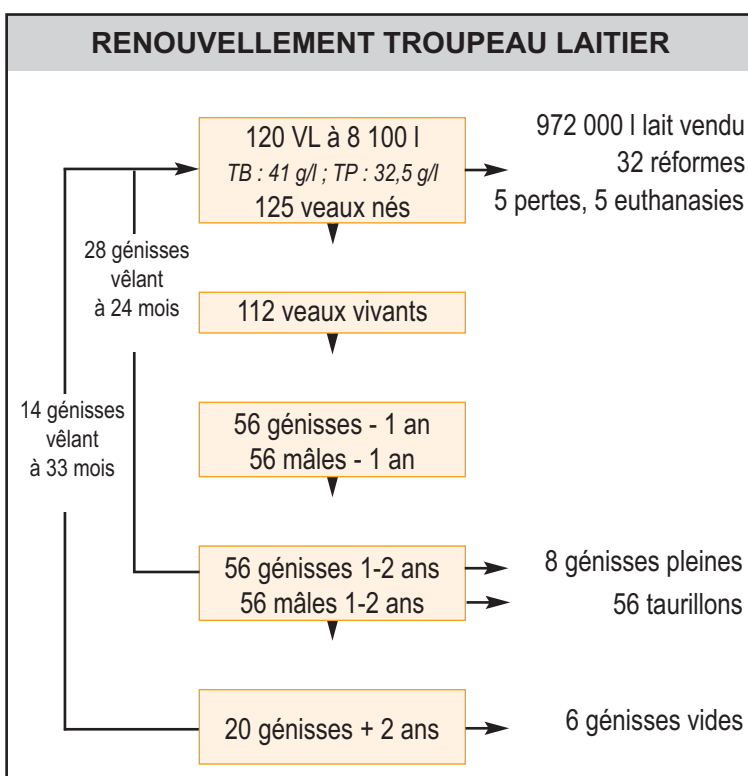 RENOUVELLEMENT TROUPEAU LAITIER
120 VL à 8 100 l
TB : 41 g/l ; TP : 32,5 g/l
125 veaux nés
972 000 l lait vendu
32 réformes
5 pertes, 5 euthanasies
28 génisses
vêlant
à 24 mois
112 veaux vivants
14 génisses
vêlant
à 33 mois
56 génisses - 1 an
56 mâles - 1 an
56 génisses 1-2 ans
56 mâles 1-2 ans
8 génisses pleines
56 taurillons
20 génisses + 2 ans
6 génisses vides